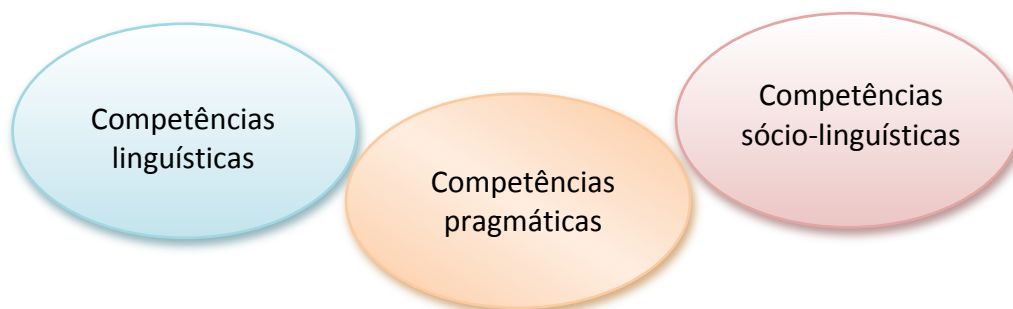 Competências
linguísticas
Competências
pragmáticas
Competências
sócio-linguísticas